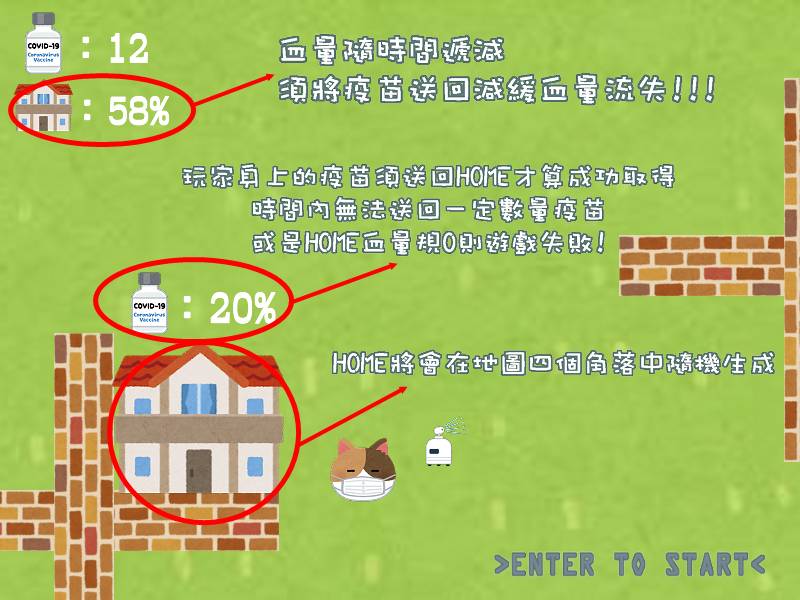 COVID-19
Coronavirus
Vaccine
: 12
: 58%
血量隨時間遞減
須將疫苗送回減緩血量流失!!!
玩家身上的疫苗須送回HOME才算成功取得
時間內無法送回一定數量疫苗
或是HOME血量規0則遊戲失敗!
COVID-19
Coronavirus
Vaccine
: 20%
HOME將會在地圖四個角落中隨機生成
>ENTER TO START<